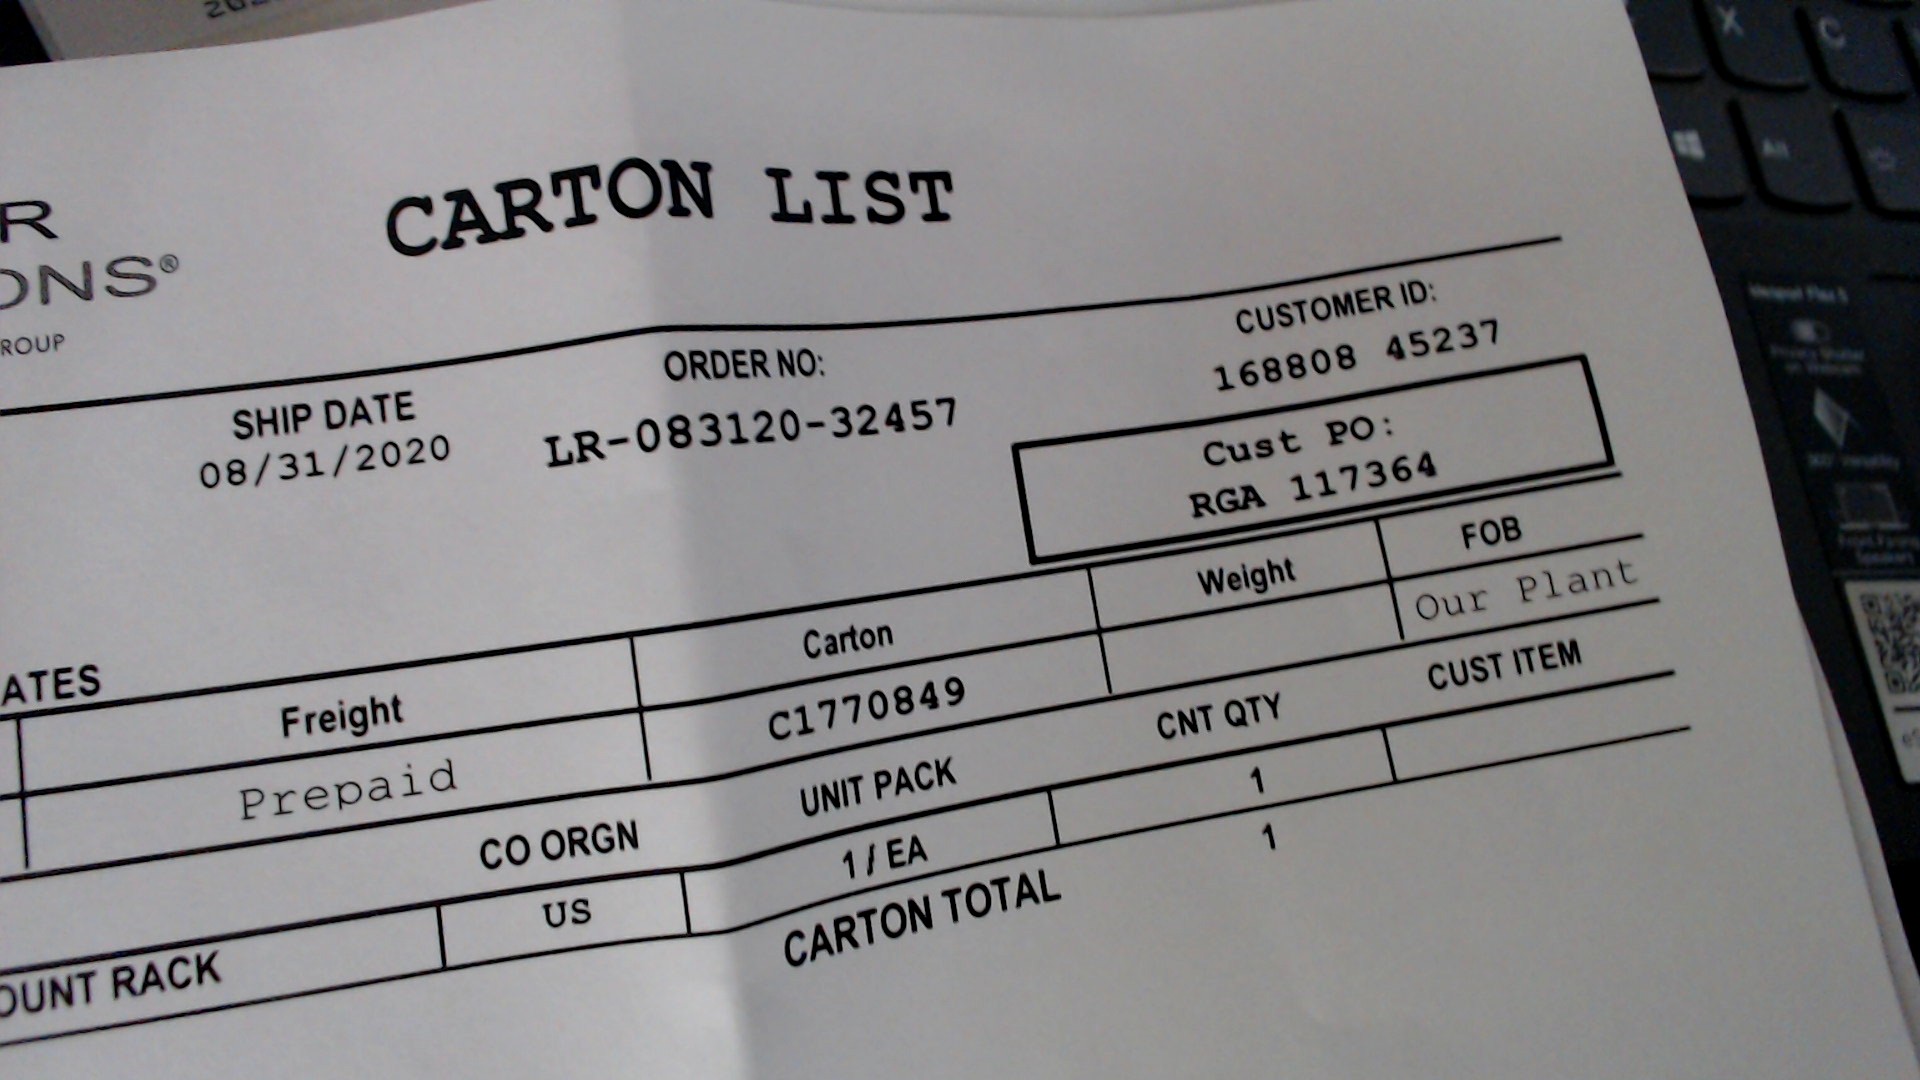 CARTON LIST
R
ONS®
ROUP
CUSTOMER ID:
168808 45237
ORDER NO:
LR-083120-32457
SHIP DATE
08/31/2020
Cust PO:
RGA 117364
ATES
Freight
Carton
Weight
FOB
Prepaid
C1770849
Our Plant
CO ORGN
UNIT PACK
CNT QTY
CUST ITEM
OUNT RACK
US
1 / EA
1
CARTON TOTAL
1
X
C
Alt